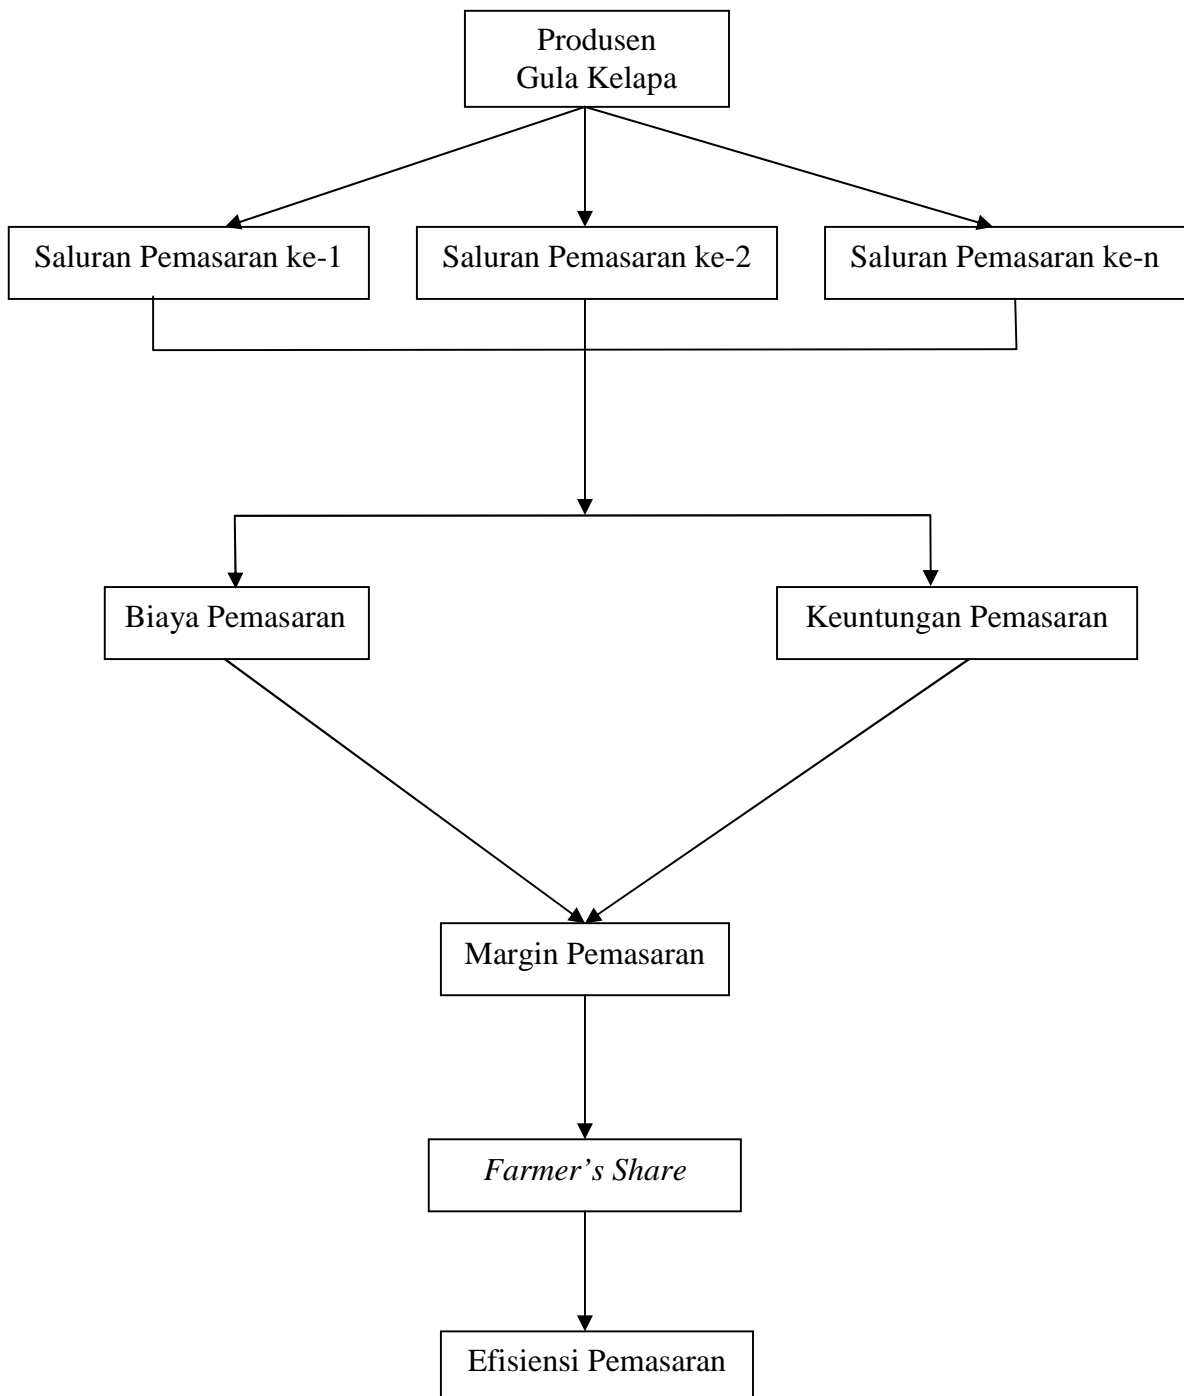 Produsen
Gula Kelapa
Saluran Pemasaran ke-1
Saluran Pemasaran ke-2
Saluran Pemasaran ke-n
Biaya Pemasaran
Keuntungan Pemasaran
Margin Pemasaran
Farmer’s Share
Efisiensi Pemasaran